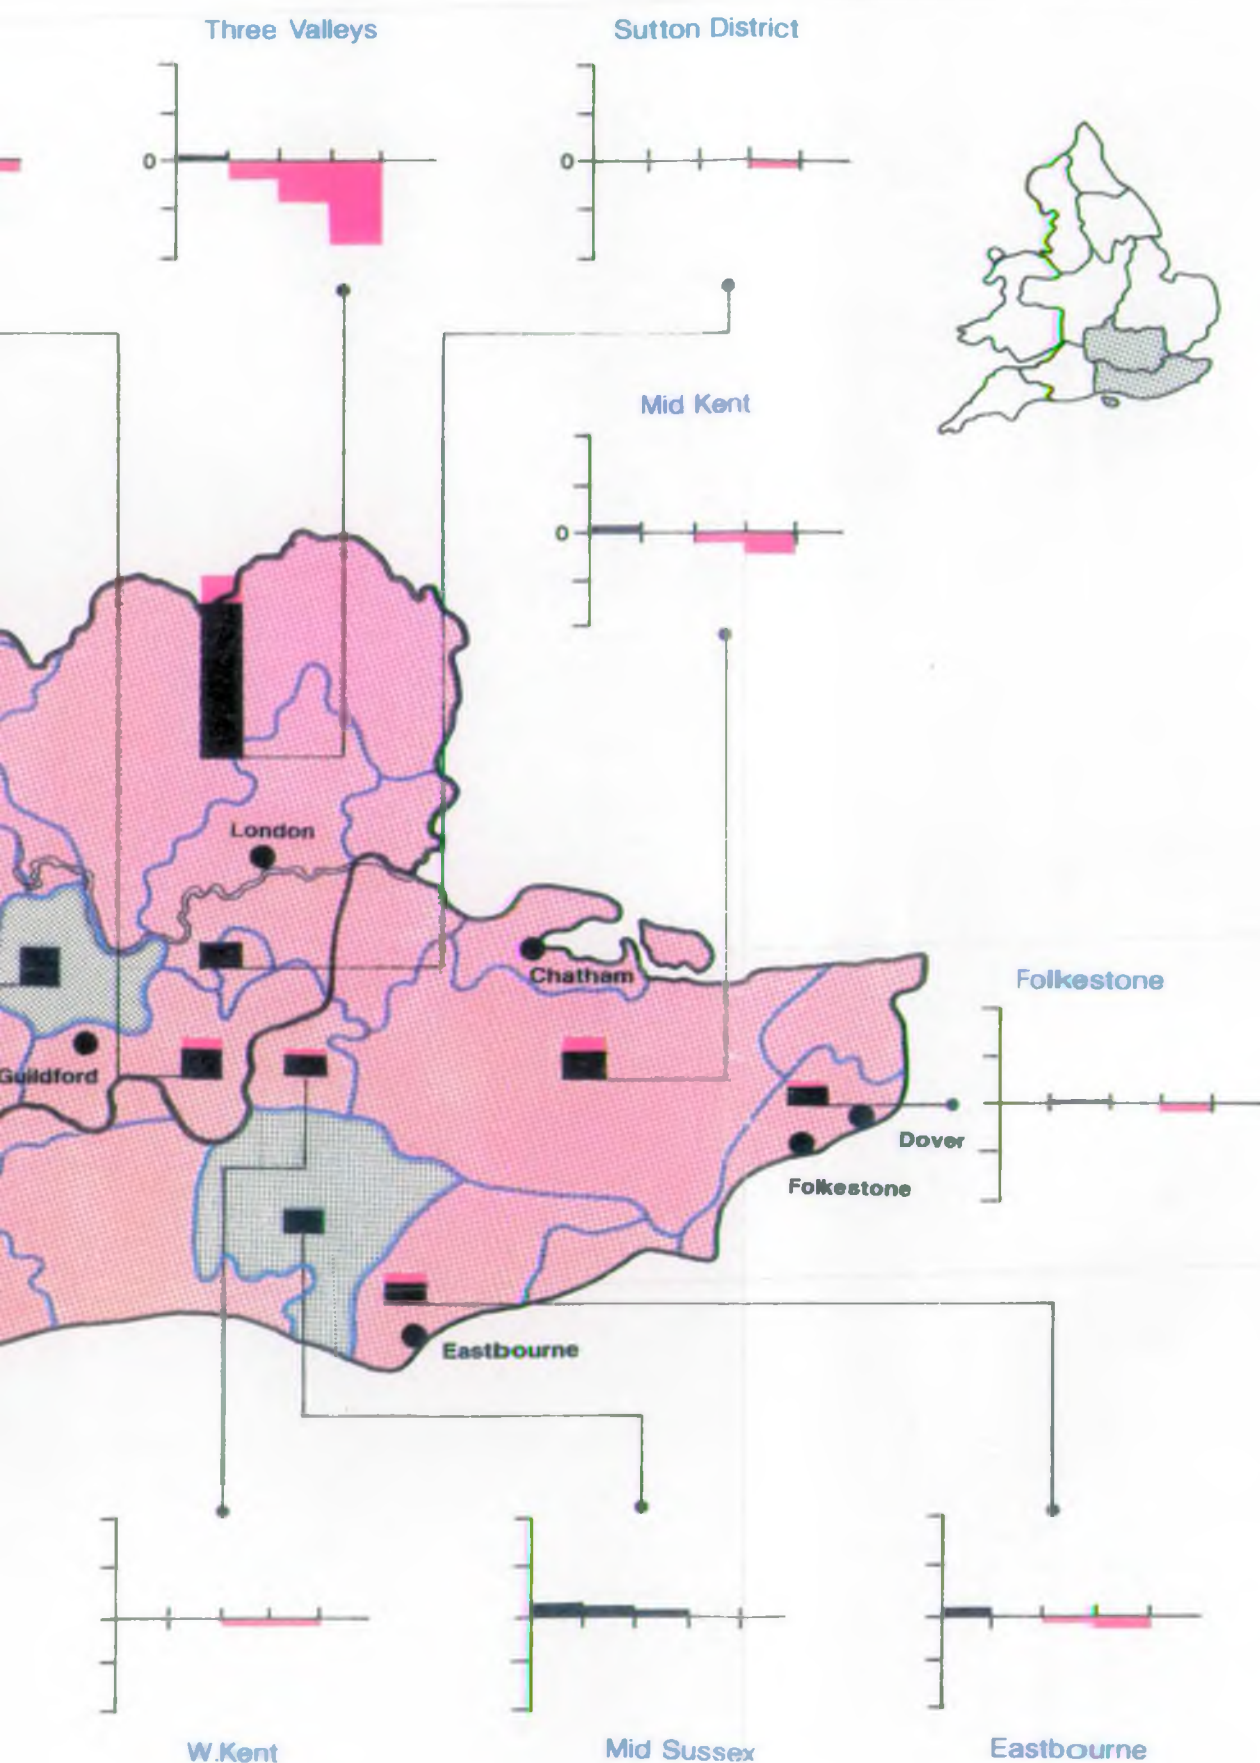 Three Valleys
Sutton District
0
0
Mid Kent
0
London
Chatham
Folkestone
Guildford
Dover
Folkestone
Eastbourne
W.Kent
Mid Sussex
Eastbourne